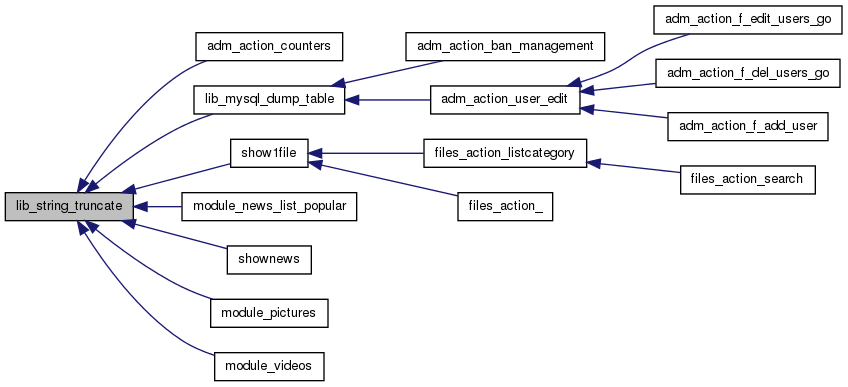 adm_action_f_edit_users_go
adm_action_counters
adm_action_ban_management
adm_action_f_del_users_go
lib_mysql_dump_table
adm_action_user_edit
adm_action_f_add_user
show1file
files_action_listcategory
files_action_search
lib_string_truncate
module_news_list_popular
files_action_
shownews
module_pictures
module_videos